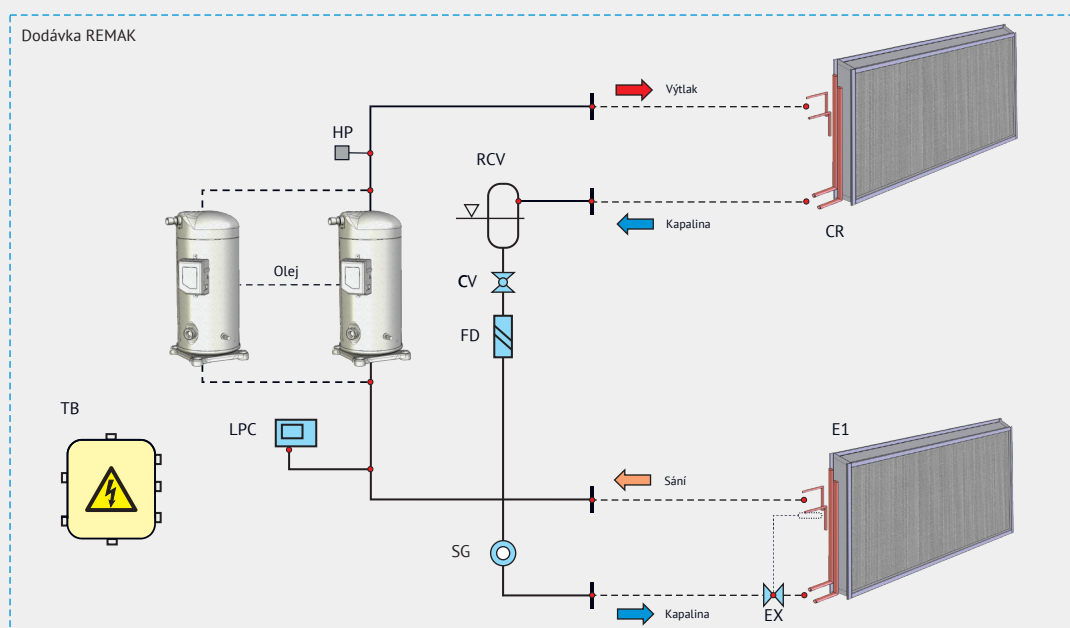 Dodávka REMAK
Výtlak
HP
RCV
Kapalina
CR
Olej
CV
FD
TB
LPC
E1
Sání
SG
EX
Kapalina